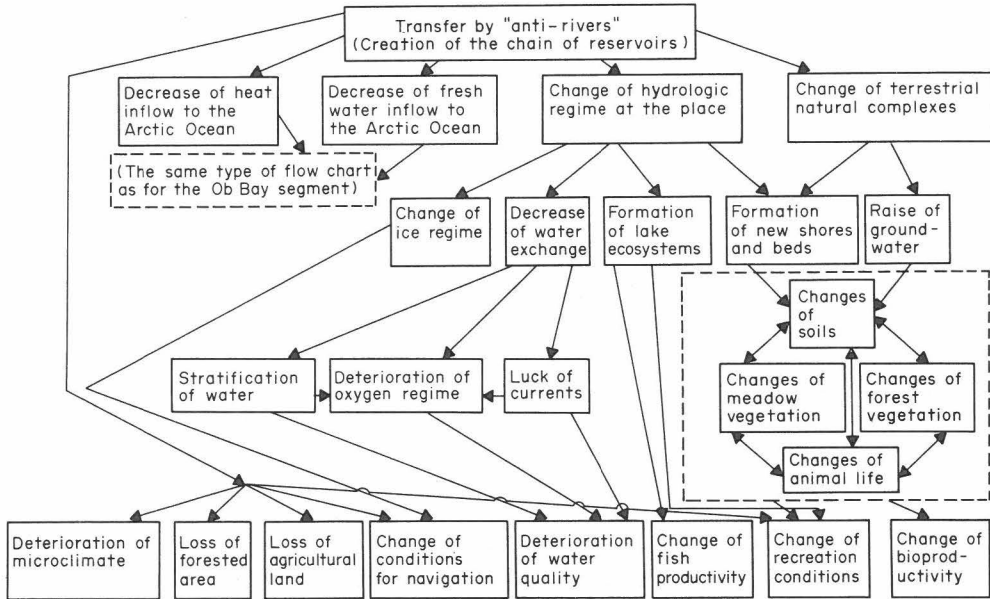 Transfer by "anti-rivers"
(Creation of the chain of reservoirs)
Decrease of heat
inflow to the
Arctic Ocean
Decrease of fresh
water inflow to
the Arctic Ocean
Change of hydrologic
regime at the place
Change of terrestrial
natural complexes
(The same type of flow chart
as for the Ob Bay segment)
Change of
ice regime
Decrease
of water
exchange
Formation
of lake
ecosystems
Formation
of new shores
and beds
Raise of
ground-
water
Changes
of
soils
Stratification
of water
Deterioration of
oxygen regime
Luck of
currents
Changes of
meadow
vegetation
Changes of
forest
vegetation
Changes of
animal life
Deterioration of
microclimate
Loss of
forested
area
Loss of
agricultural
land
Change of
conditions
for navigation
Deterioration
of water
quality
Change of
fish
productivity
Change of
recreation
conditions
Change of
bioprod-
uctivity